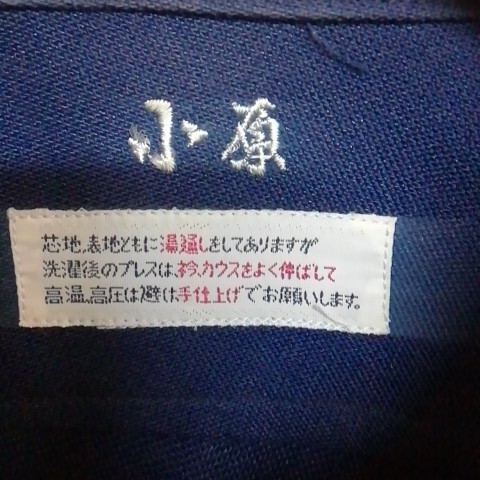 小原
芯地、表地ともに湯通しをしてありますが
洗濯後のプレスは、衿、カウスをよく伸ばして
高温、高圧は避け、手仕上げでお願いします。